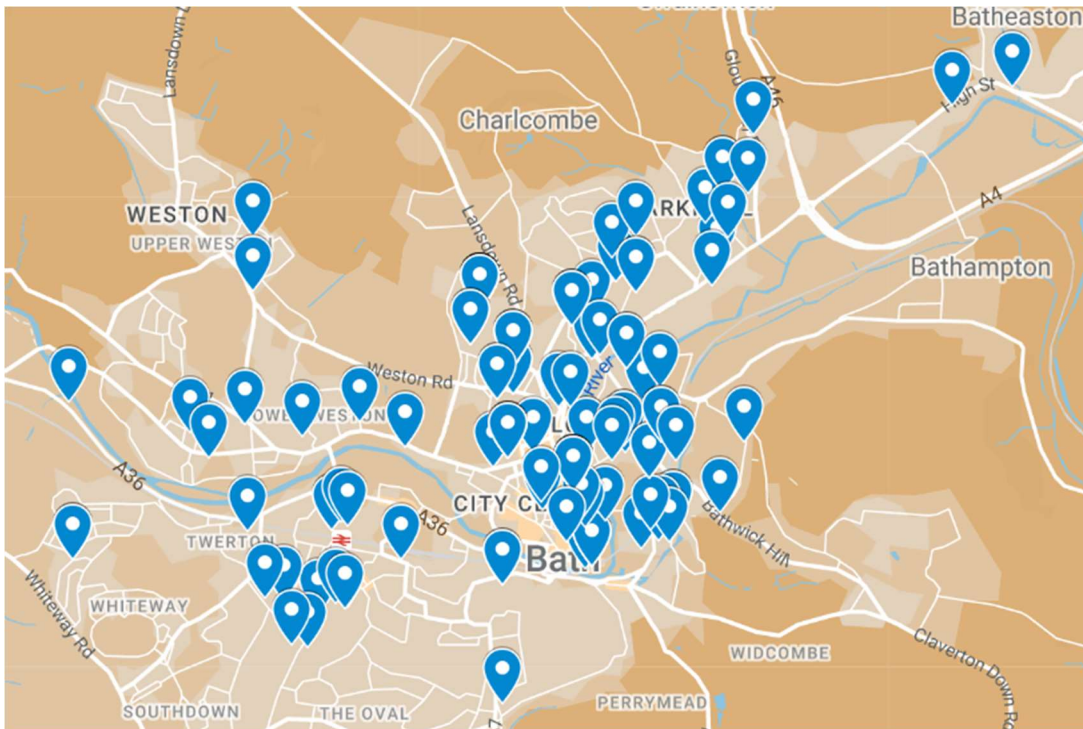 Batheaston
Lansdown
A46
High St
Charlcombe
WESTON
UPPER
Lansdown Rd
A4
Bathampton
River
Weston Rd
WESTON
A36
CITY
A36
Bathwick Hill
TWERTON
Bath
WHITEWAY
Whiteway Rd
WIDCOMBE
Claverton Down Rd
PERRYMEAD
SOUTHDOWN
THE OVAL